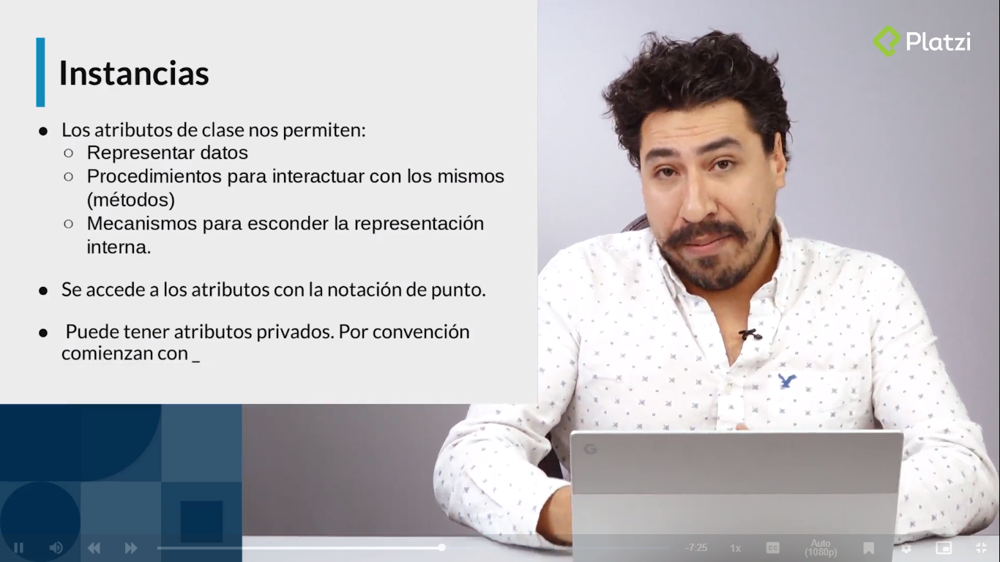 Platzi
Instancias
● Los atributos de clase nos permiten:
○ Representar datos
○ Procedimientos para interactuar con los mismos
(métodos)
○ Mecanismos para esconder la representación
interna.
● Se accede a los atributos con la notación de punto.
● Puede tener atributos privados. Por convención
comienzan con _
G
-7:25
1x
CC
Auto
(1080p)